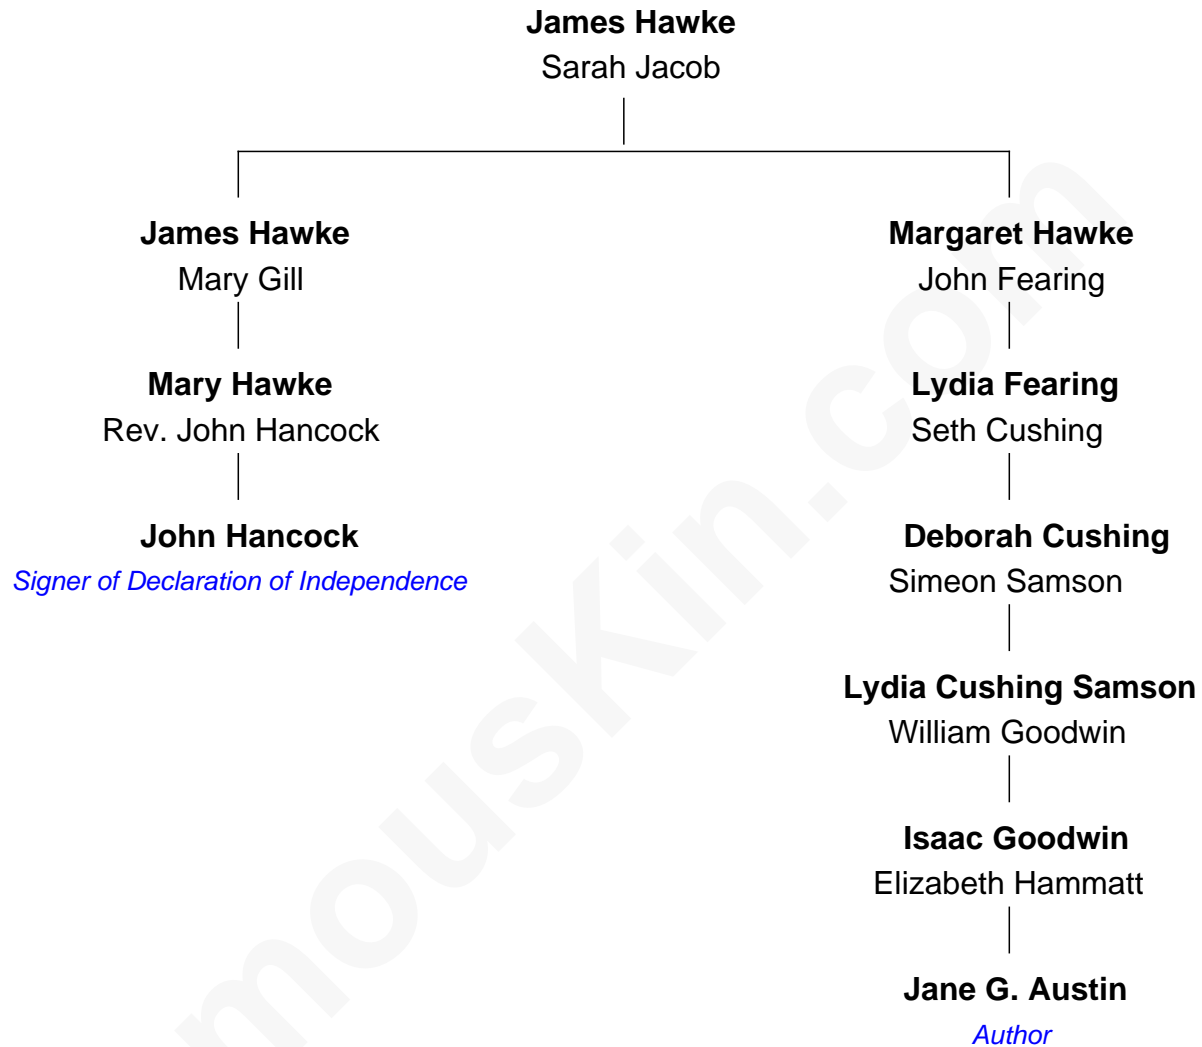 James Hawke
Sarah Jacob
James Hawke
Mary Gill
Margaret Hawke
John Fearing
Mary Hawke
Rev. John Hancock
Lydia Fearing
Seth Cushing
John Hancock
Signer of Declaration of Independence
Deborah Cushing
Simeon Samson
Lydia Cushing Samson
William Goodwin
Isaac Goodwin
Elizabeth Hammatt
Jane G. Austin
Author
mouskin.com